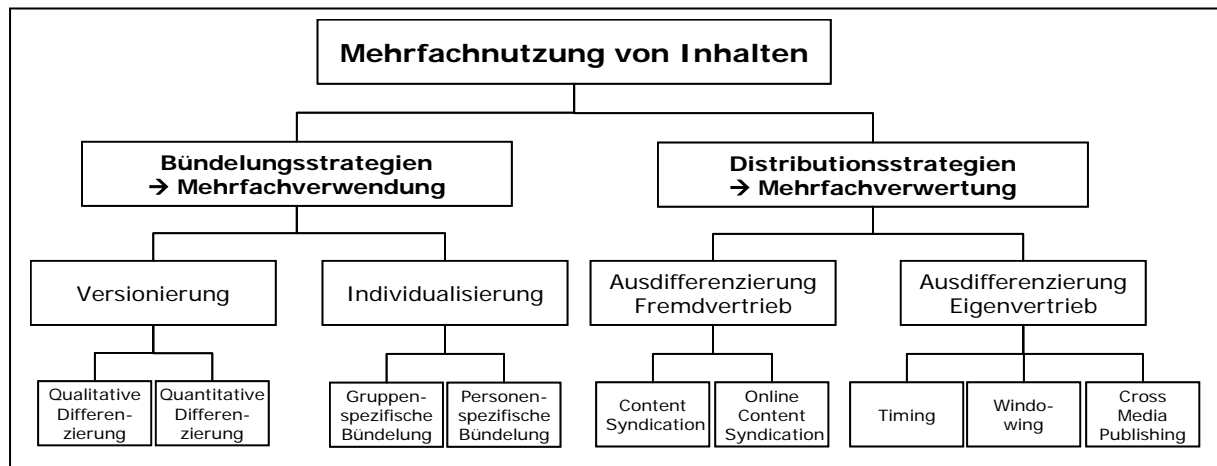 Mehrfachnutzung von Inhalten
Bündelungsstrategien
→ Mehrfachverwendung
Distributionsstrategien
→ Mehrfachverwertung
Versionierung
Individualisierung
Ausdifferenzierung
Fremdvertrieb
Ausdifferenzierung
Eigenvertrieb
Qualitative
Differen-
zierung
Quantitative
Differen-
zierung
Gruppen-
spezifische
Bündelung
Personen-
spezifische
Bündelung
Content
Syndication
Online
Content
Syndication
Timing
Windo-
wing
Cross
Media
Publishing